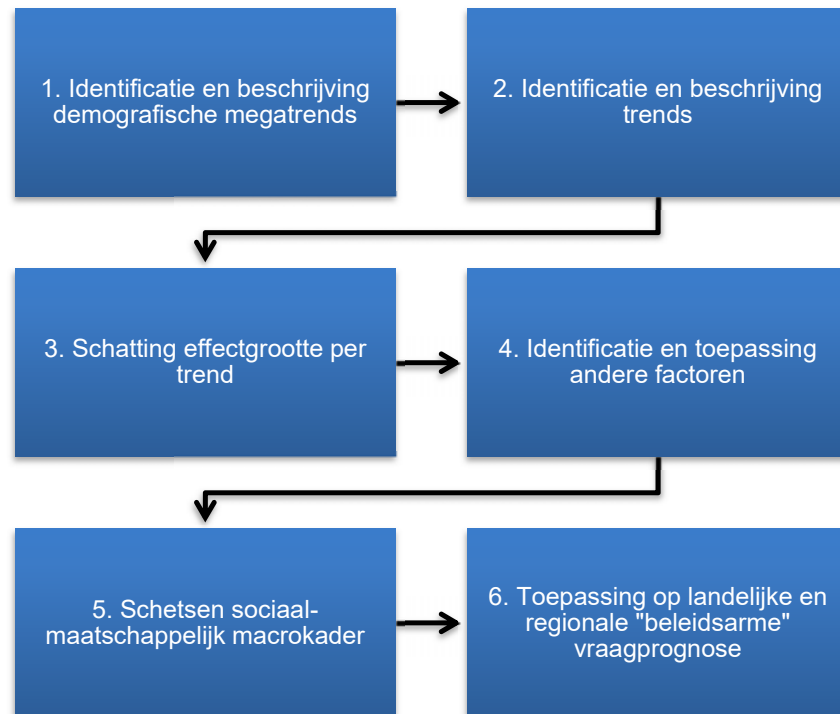 1. Identificatie en beschrijving
demografische megatrends
2. Identificatie en beschrijving
trends
3. Schatting effectgrootte per
trend
4. Identificatie en toepassing
andere factoren
5. Schetsen sociaal-
maatschappelijk macrokader
6. Toepassing op landelijke en
regionale "beleidsarme"
vraagprognose